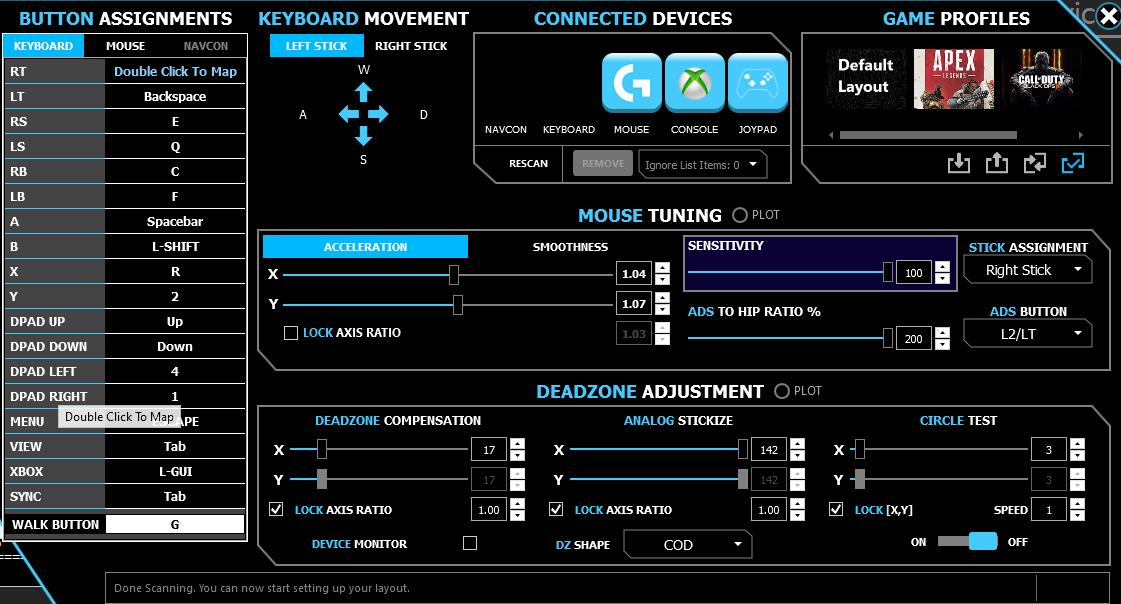 BUTTON ASSIGNMENTS
KEYBOARD MOUSE NAVCON
RT Double Click To Map
LT Backspace
RS E
LS Q
RB C
LB F
A Spacebar
B L-SHIFT
X R
Y 2
DPAD UP Up
DPAD DOWN Down
DPAD LEFT 4
DPAD RIGHT 1
Double Click To Map
MENU
VIEW Tab
XBOX L-GUI
SYNC Tab
WALK BUTTON G
KEYBOARD MOVEMENT
LEFT STICK RIGHT STICK
W
A D
S
CONNECTED DEVICES
NAVCON KEYBOARD MOUSE CONSOLE JOYPAD
RESCAN REMOVE Ignore List Items: 0
GAME PROFILES
Default
Layout
APEX
LEGENDS
CALL OF DUTY
BLACK OPS
MOUSE TUNING PLOT
ACCELERATION SMOOTHNESS
X 1.04
Y 1.07
LOCK AXIS RATIO 1.03
SENSITIVITY
100
ADS TO HIP RATIO %
200
STICK ASSIGNMENT
Right Stick
ADS BUTTON
L2/LT
DEADZONE ADJUSTMENT PLOT
DEADZONE COMPENSATION
X 17
Y 17
LOCK AXIS RATIO 1.00
DEVICE MONITOR
ANALOG STICKIZE
X 142
Y 142
LOCK AXIS RATIO 1.00
DZ SHAPE COD
CIRCLE TEST
X 3
Y 3
LOCK [X,Y] SPEED 1
ON OFF
Done Scanning. You can now start setting up your layout.